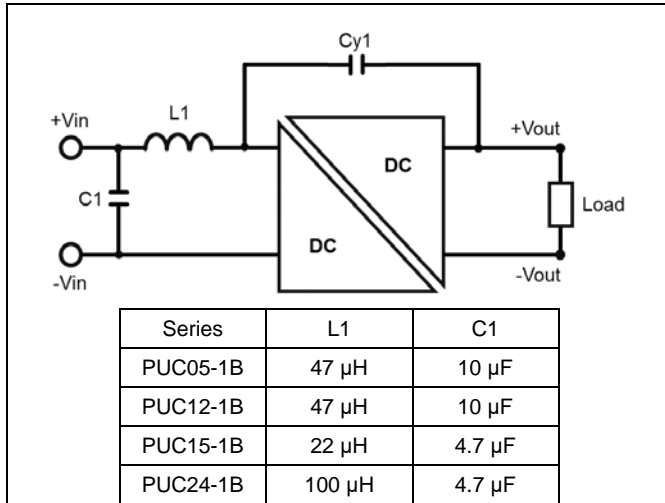 Cy1
L1
+Vin
+Vout
C1
DC
Load
DC
-Vin
-Vout
Series L1 C1
PUC05-1B 47 µH 10 µF
PUC12-1B 47 µH 10 µF
PUC15-1B 22 µH 4.7 µF
PUC24-1B 100 µH 4.7 µF